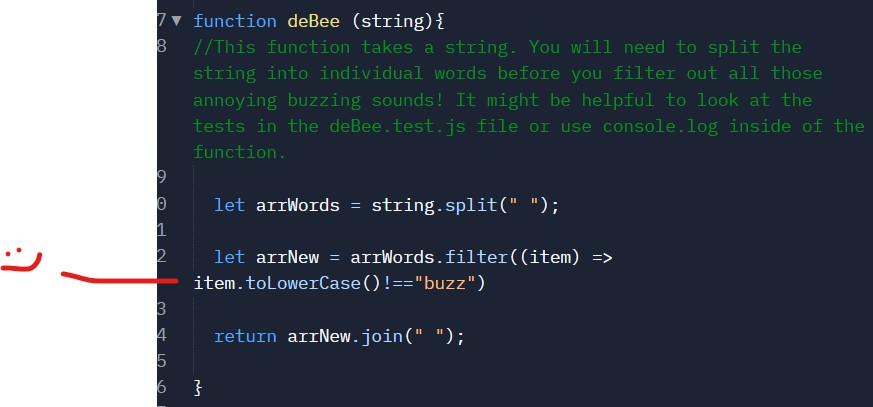 7 function deBee (string){
8 //This function takes a string. You will need to split the
string into individual words before you filter out all those
annoying buzzing sounds! It might be helpful to look at the
tests in the deBee.test.js file or use console.log inside of the
function.
9
0 let arrWords = string.split(" ");
1
2 let arrNew = arrWords.filter((item) =>
item.toLowerCase()!=="buzz")
3
4 return arrNew.join(" ");
5
6 }